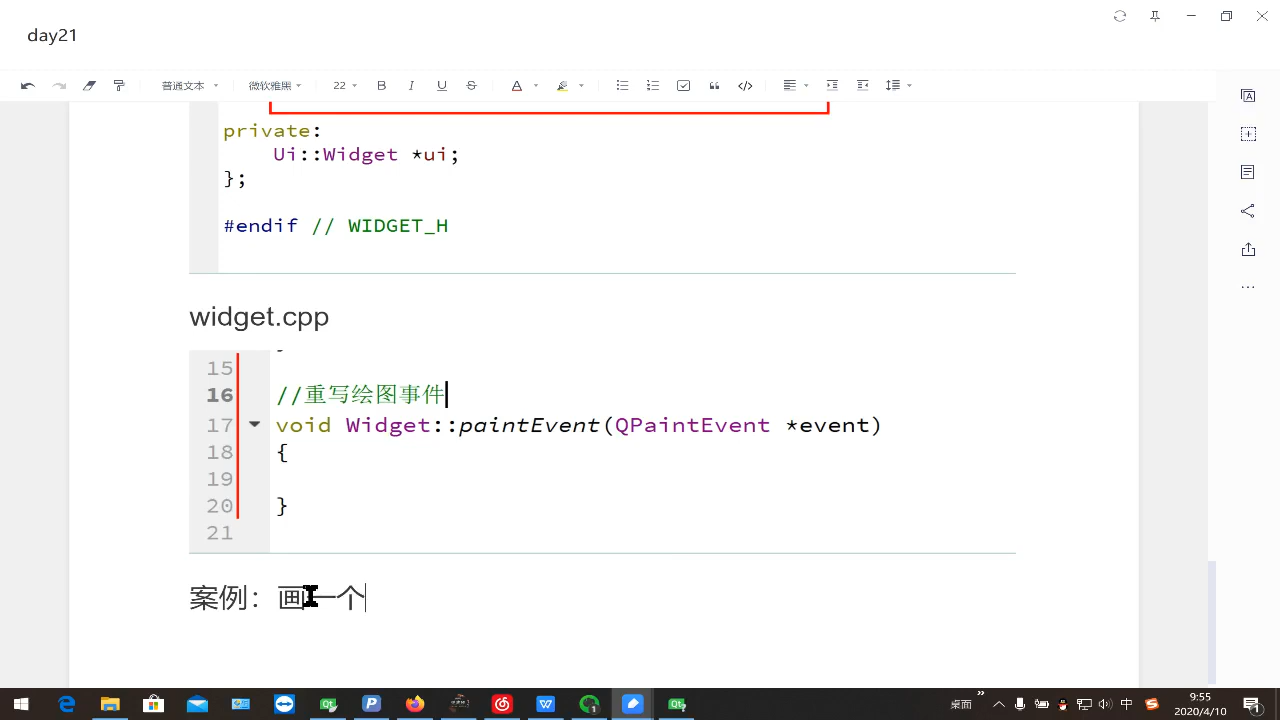 day21
普通文本
微软雅黑
22
B
I
U
S
A
private:
Ui::Widget *ui;
};
#endif // WIDGET_H
widget.cpp
15
16 //重写绘图事件
17 void Widget::paintEvent(QPaintEvent *event)
18 {
19
20 }
21
案例：画一个
桌面
中
9:55
2020/4/10